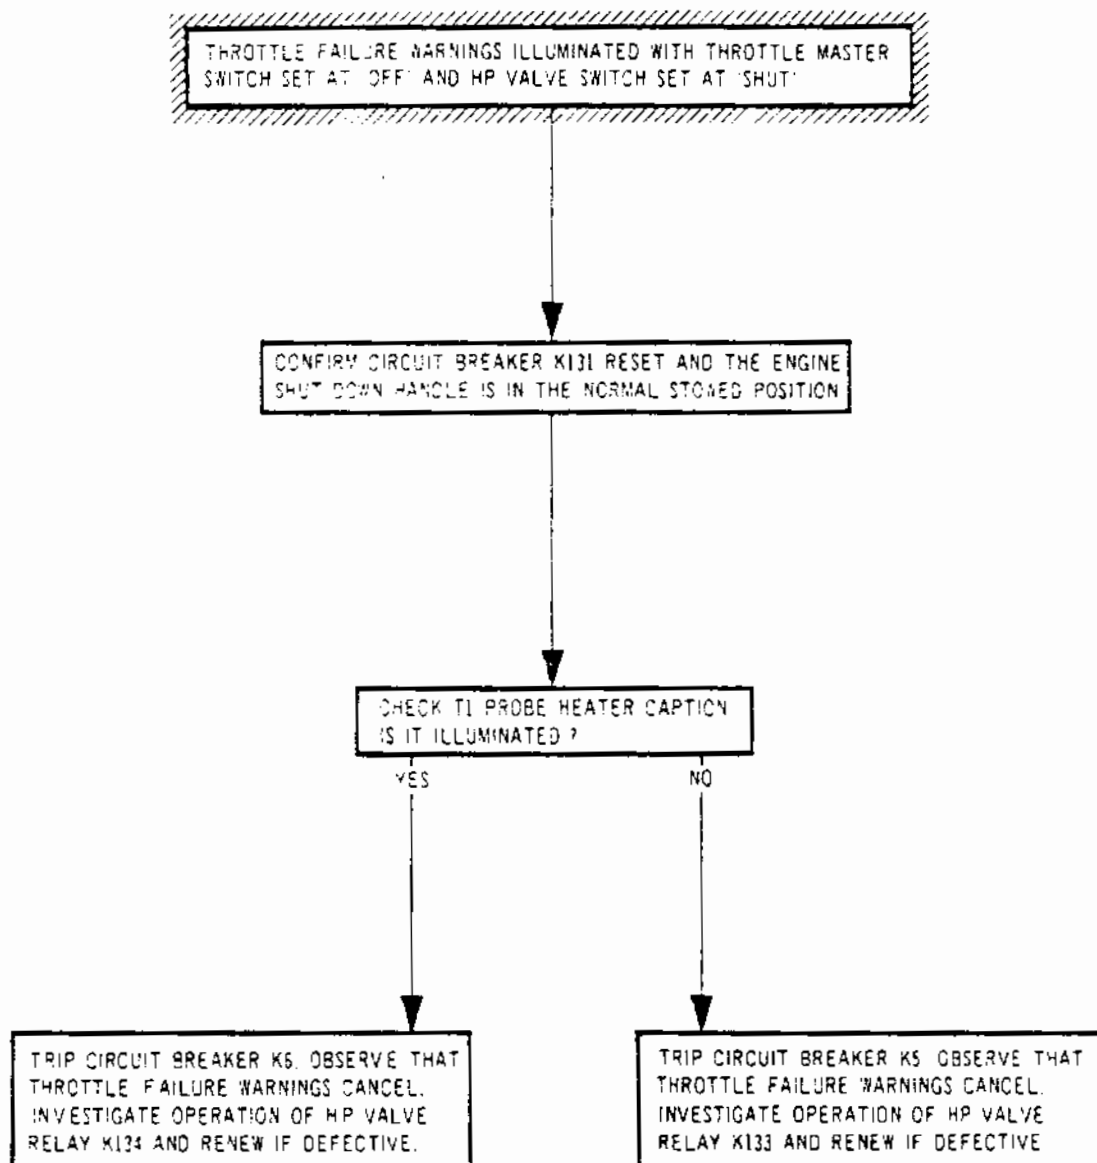 THROTTLE FAILURE WARNINGS ILLUMINATED WITH THROTTLE MASTER
SWITCH SET AT 'OFF' AND HP VALVE SWITCH SET AT 'SHUT'
CONFIRM CIRCUIT BREAKER K131 RESET AND THE ENGINE
SHUT DOWN HANDLE IS IN THE NORMAL STOWED POSITION
CHECK T1 PROBE HEATER CAPTION
IS IT ILLUMINATED ?
YES
NO
TRIP CIRCUIT BREAKER K6. OBSERVE THAT
THROTTLE FAILURE WARNINGS CANCEL.
INVESTIGATE OPERATION OF HP VALVE
RELAY K134 AND RENEW IF DEFECTIVE.
TRIP CIRCUIT BREAKER K5 OBSERVE THAT
THROTTLE FAILURE WARNINGS CANCEL.
INVESTIGATE OPERATION OF HP VALVE
RELAY K133 AND RENEW IF DEFECTIVE